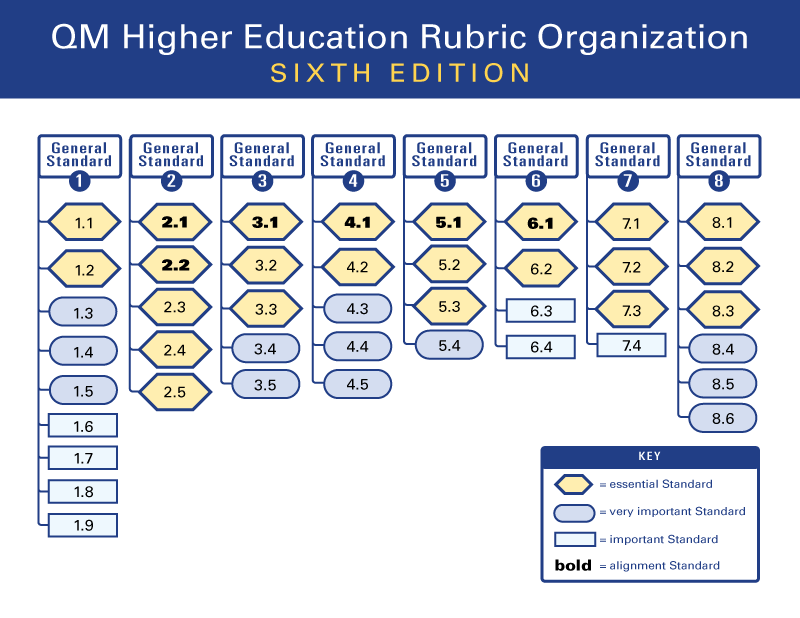 QM Higher Education Rubric Organization
SIXTH EDITION
General
Standard
1
1.1
1.2
1.3
1.4
1.5
1.6
1.7
1.8
1.9
General
Standard
2
2.1
2.2
2.3
2.4
2.5
General
Standard
3
3.1
3.2
3.3
3.4
3.5
General
Standard
4
4.1
4.2
4.3
4.4
4.5
General
Standard
5
5.1
5.2
5.3
5.4
General
Standard
6
6.1
6.2
6.3
6.4
General
Standard
7
7.1
7.2
7.3
7.4
General
Standard
8
8.1
8.2
8.3
8.4
8.5
8.6
KEY
= essential Standard
= very important Standard
= important Standard
bold = alignment Standard